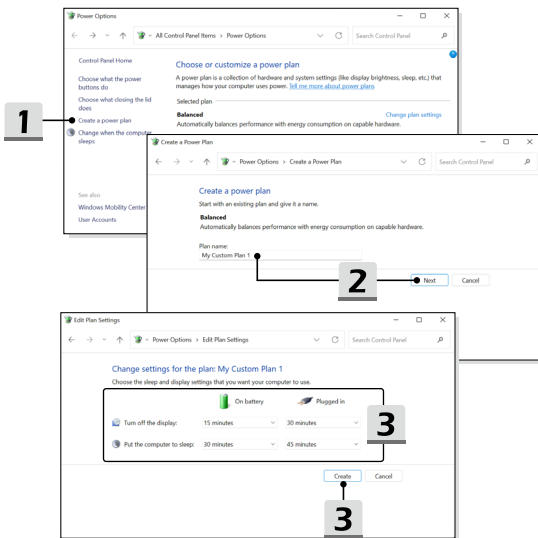 Power Options
All Control Panel Items > Power Options
Search Control Panel
Control Panel Home
Choose what the power
buttons do
Choose what closing the lid
does
Create a power plan
Change when the computer
sleeps
See also
Windows Mobility Center
User Accounts
Choose or customize a power plan
A power plan is a collection of hardware and system settings (like display brightness, sleep, etc.) that
manages how your computer uses power. Tell me more about power plans
Selected plan
Balanced
Change plan settings
Automatically balances performance with energy consumption on capable hardware.
1
Create a Power Plan
Power Options > Create a Power Plan
Search Control Panel
Create a power plan
Start with an existing plan and give it a name.
Balanced
Automatically balances performance with energy consumption on capable hardware.
Plan name:
My Custom Plan 1
2
Next
Cancel
Edit Plan Settings
Power Options > Edit Plan Settings
Search Control Panel
Change settings for the plan: My Custom Plan 1
Choose the sleep and display settings that you want your computer to use.
On battery
Plugged in
Turn off the display:
15 minutes
30 minutes
Put the computer to sleep:
30 minutes
45 minutes
3
Create
Cancel
3